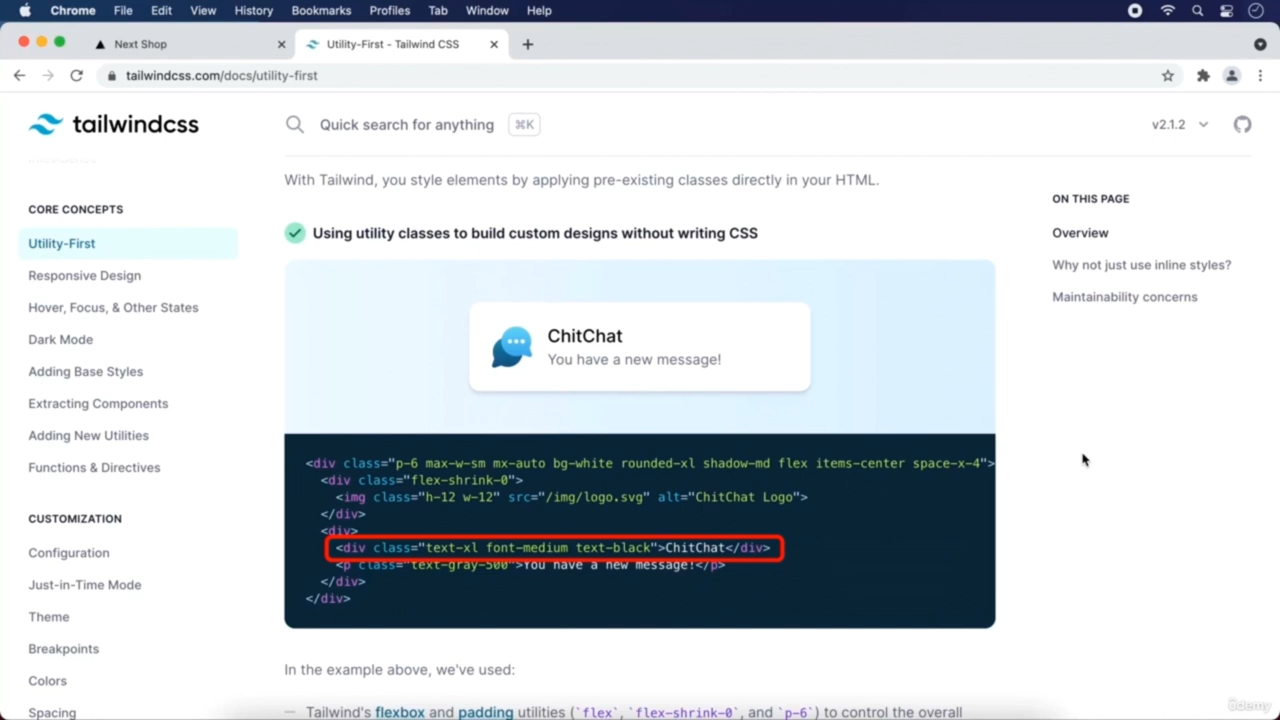 Chrome File Edit View History Bookmarks Profiles Tab Window Help
Next Shop
Utility-First - Tailwind CSS
tailwindcss.com/docs/utility-first
tailwindcss
Quick search for anything ⌘K
v2.1.2
CORE CONCEPTS
Utility-First
Responsive Design
Hover, Focus, & Other States
Dark Mode
Adding Base Styles
Extracting Components
Adding New Utilities
Functions & Directives
CUSTOMIZATION
Configuration
Just-in-Time Mode
Theme
Breakpoints
Colors
Spacing
With Tailwind, you style elements by applying pre-existing classes directly in your HTML.
Using utility classes to build custom designs without writing CSS
ChitChat
You have a new message!
<div class="p-6 max-w-sm mx-auto bg-white rounded-xl shadow-md flex items-center space-x-4">
<div class="flex-shrink-0">
<img class="h-12 w-12" src="/img/logo.svg" alt="ChitChat Logo">
</div>
<div>
<div class="text-xl font-medium text-black">ChitChat</div>
<p class="text-gray-500">You have a new message!</p>
</div>
</div>
In the example above, we've used:
— Tailwind's flexbox and padding utilities (`flex`, `flex-shrink-0`, and `p-6`) to control the overall
ON THIS PAGE
Overview
Why not just use inline styles?
Maintainability concerns
ûdemy